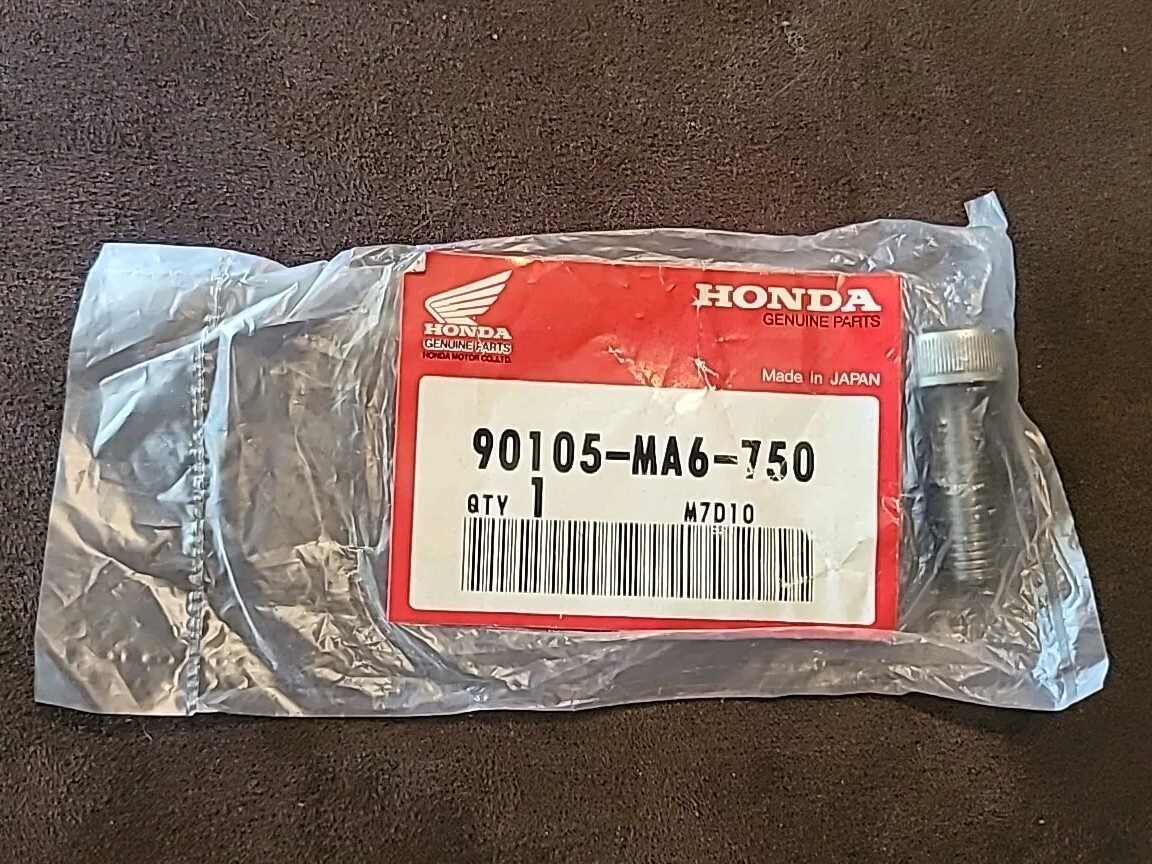 HONDA
GENUINE PARTS
HONDA MOTOR CO.,LTD.
HONDA
GENUINE PARTS
Made in JAPAN
90105-MA6-750
QTY 1 M7D10